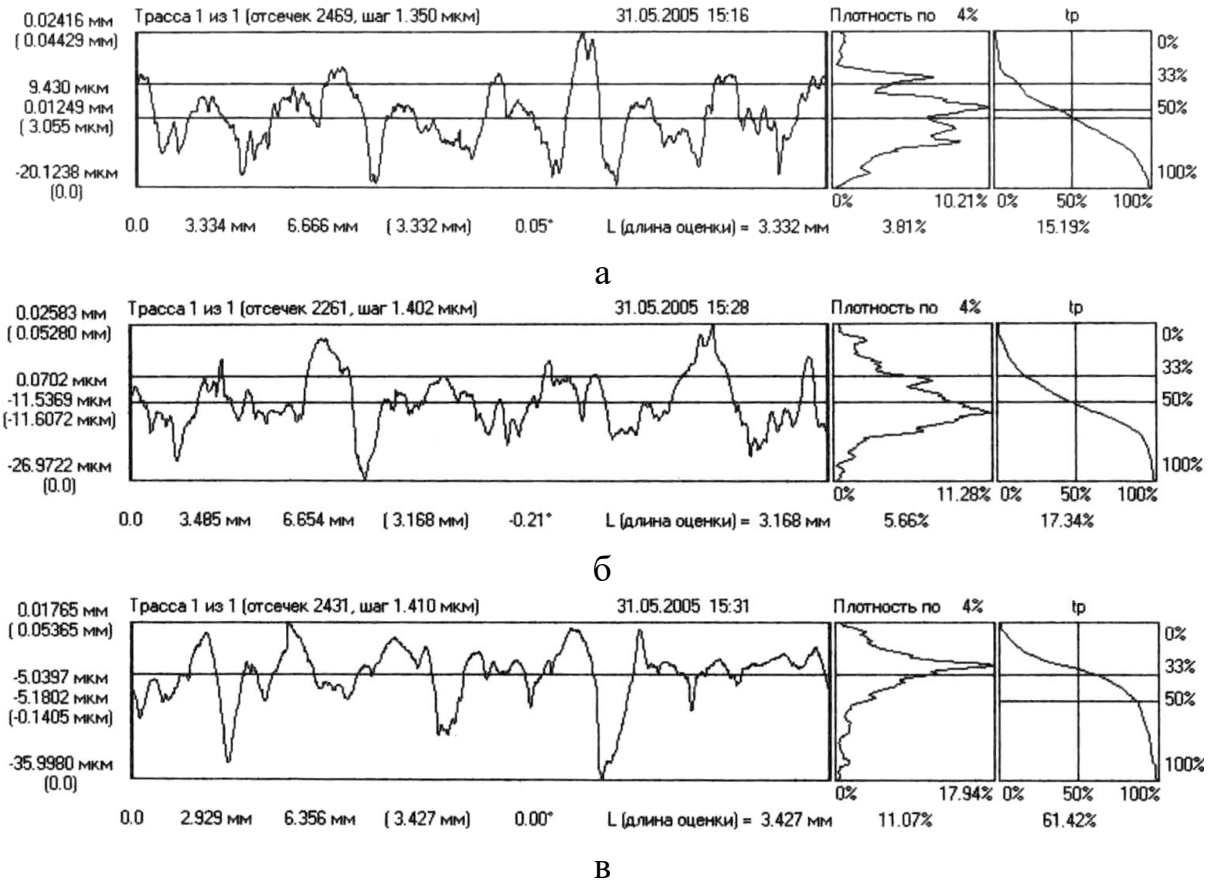 0.02416 мм Трасса 1 из 1 (отсечек 2469, шаг 1.350 мкм) 31.05.2005 15:16 Плотность по 4% tp
( 0.04429 мм) 0%
9.430 мкм 33%
0.01249 мм 50%
( 3.055 мкм)
-20.1238 мкм 100%
(0.0) 0% 10.21% 0% 50% 100%
0.0 3.334 мм 6.666 мм ( 3.332 мм) 0.05° L (длина оценки) = 3.332 мм 3.81% 15.19%
а
0.02583 мм Трасса 1 из 1 (отсечек 2261, шаг 1.402 мкм) 31.05.2005 15:28 Плотность по 4% tp
( 0.05280 мм) 0%
0.0702 мкм 33%
-11.5369 мкм 50%
(-11.6072 мкм)
-26.9722 мкм 100%
(0.0) 0% 11.28% 0% 50% 100%
0.0 3.485 мм 6.654 мм ( 3.168 мм) -0.21° L (длина оценки) = 3.168 мм 5.66% 17.34%
б
0.01765 мм Трасса 1 из 1 (отсечек 2431, шаг 1.410 мкм) 31.05.2005 15:31 Плотность по 4% tp
( 0.05365 мм) 0%
-5.0397 мкм 33%
-5.1802 мкм 50%
(-0.1405 мкм)
-35.9980 мкм 100%
(0.0) 0% 17.94% 0% 50% 100%
0.0 2.929 мм 6.356 мм ( 3.427 мм) 0.00° L (длина оценки) = 3.427 мм 11.07% 61.42%
в